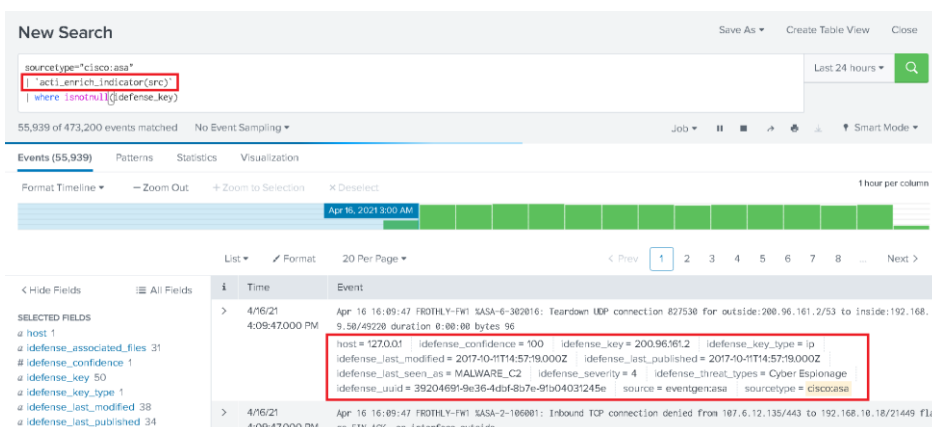 New Search
Save As ▾ Create Table View Close
sourcetype="cisco:asa"
| `acti_enrich_indicator(src)`
| where isnotnull(idefense_key)
Last 24 hours ▾
55,939 of 473,200 events matched No Event Sampling ▾
Job ▾ Smart Mode ▾
Events (55,939) Patterns Statistics Visualization
Format Timeline ▾ — Zoom Out + Zoom to Selection × Deselect
1 hour per column
Apr 16, 2021 3:00 AM
List ▾ Format 20 Per Page ▾ < Prev 1 2 3 4 5 6 7 8 ... Next >
< Hide Fields All Fields
i Time Event
SELECTED FIELDS
a host 1
a idefense_associated_files 31
# idefense_confidence 1
a idefense_key 50
a idefense_key_type 1
a idefense_last_modified 38
a idefense_last_published 34
> 4/16/21
4:09:47.000 PM
Apr 16 16:09:47 FROTHLY-FW1 %ASA-6-302016: Teardown UDP connection 827530 for outside:200.96.161.2/53 to inside:192.168.
9.50/49220 duration 0:00:00 bytes 96
host = 127.0.0.1 idefense_confidence = 100 idefense_key = 200.96.161.2 idefense_key_type = ip
idefense_last_modified = 2017-10-11T14:57:19.000Z idefense_last_published = 2017-10-11T14:57:19.000Z
idefense_last_seen_as = MALWARE_C2 idefense_severity = 4 idefense_threat_types = Cyber Espionage
idefense_uuid = 39204691-9e36-4dbf-8b7e-91b04031245e source = eventgen:asa sourcetype = cisco:asa
> 4/16/21
4:09:47.000 PM
Apr 16 16:09:47 FROTHLY-FW1 %ASA-2-106001: Inbound TCP connection denied from 107.6.12.135/443 to 192.168.10.18/21449 fla